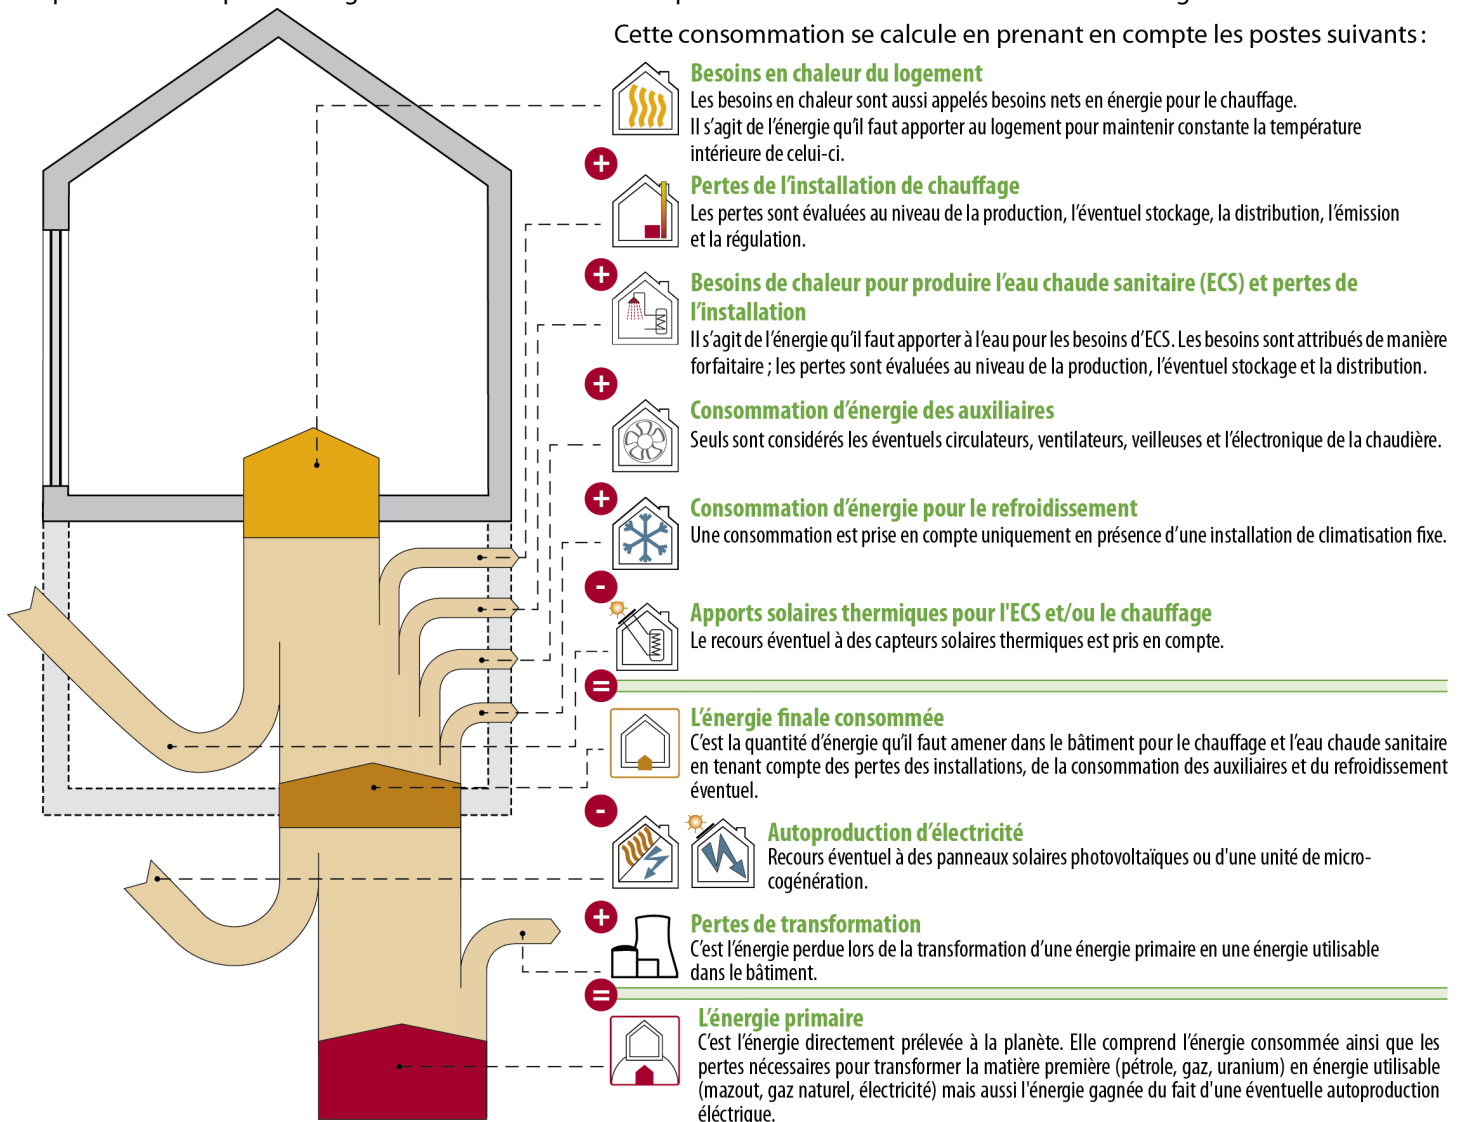 Cette consommation se calcule en prenant en compte les postes suivants :
Besoins en chaleur du logement
Les besoins en chaleur sont aussi appelés besoins nets en énergie pour le chauffage.
Il s’agit de l’énergie qu’il faut apporter au logement pour maintenir constante la température
intérieure de celui-ci.
+
Pertes de l’installation de chauffage
Les pertes sont évaluées au niveau de la production, l’éventuel stockage, la distribution, l’émission
et la régulation.
+
Besoins de chaleur pour produire l’eau chaude sanitaire (ECS) et pertes de
l’installation
Il s’agit de l’énergie qu’il faut apporter à l’eau pour les besoins d’ECS. Les besoins sont attribués de manière
forfaitaire ; les pertes sont évaluées au niveau de la production, l’éventuel stockage et la distribution.
+
Consommation d’énergie des auxiliaires
Seuls sont considérés les éventuels circulateurs, ventilateurs, veilleuses et l’électronique de la chaudière.
+
Consommation d’énergie pour le refroidissement
Une consommation est prise en compte uniquement en présence d’une installation de climatisation fixe.
-
Apports solaires thermiques pour l'ECS et/ou le chauffage
Le recours éventuel à des capteurs solaires thermiques est pris en compte.
=
L’énergie finale consommée
C’est la quantité d’énergie qu’il faut amener dans le bâtiment pour le chauffage et l’eau chaude sanitaire
en tenant compte des pertes des installations, de la consommation des auxiliaires et du refroidissement
éventuel.
-
Autoproduction d’électricité
Recours éventuel à des panneaux solaires photovoltaïques ou d'une unité de micro-
cogénération.
+
Pertes de transformation
C’est l’énergie perdue lors de la transformation d’une énergie primaire en une énergie utilisable
dans le bâtiment.
=
L’énergie primaire
C’est l’énergie directement prélevée à la planète. Elle comprend l’énergie consommée ainsi que les
pertes nécessaires pour transformer la matière première (pétrole, gaz, uranium) en énergie utilisable
(mazout, gaz naturel, électricité) mais aussi l'énergie gagnée du fait d'une éventuelle autoproduction
éléctrique.